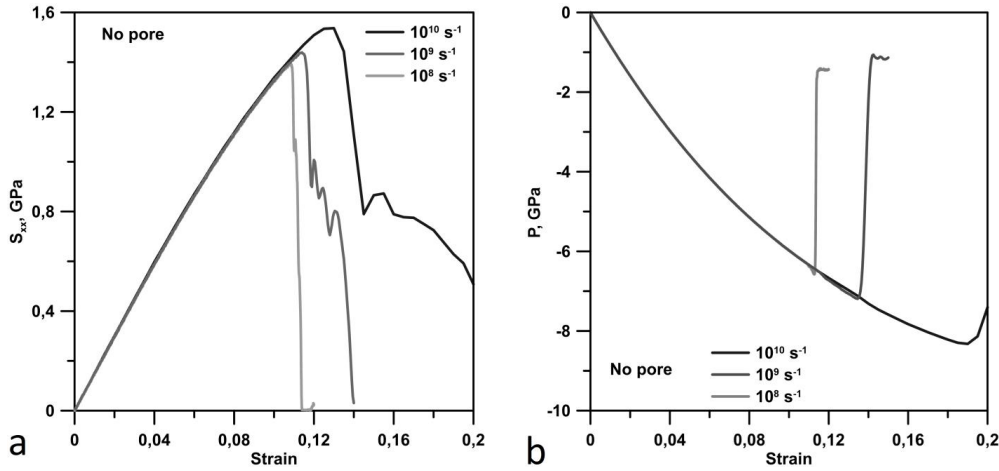 1,6
No pore
10¹⁰ s⁻¹
10⁹ s⁻¹
10⁸ s⁻¹
1,2
Sxx, GPa
0,8
0,4
0
0
0,04
0,08
0,12
0,16
0,2
Strain
a
0
-2
-4
P, GPa
-6
-8
-10
No pore
10¹⁰ s⁻¹
10⁹ s⁻¹
10⁸ s⁻¹
0
0,04
0,08
0,12
0,16
0,2
Strain
b